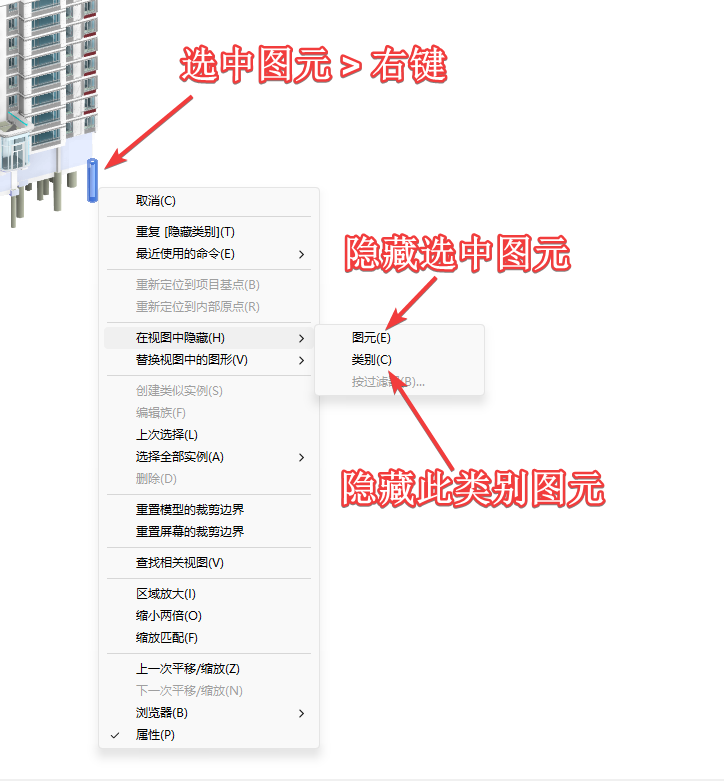 选中图元 > 右键
取消(C)
重复 [隐藏类别](T)
最近使用的命令(E)
重新定位到项目基点(B)
重新定位到内部原点(R)
在视图中隐藏(H)
替换视图中的图形(V)
创建类似实例(S)
编辑族(F)
上次选择(L)
选择全部实例(A)
删除(D)
重置模型的裁剪边界
重置屏幕的裁剪边界
查找相关视图(V)
区域放大(I)
缩小两倍(O)
缩放匹配(F)
上一次平移/缩放(Z)
下一次平移/缩放(N)
浏览器(B)
属性(P)
隐藏选中图元
图元(E)
类别(C)
按过滤器(B)...
隐藏此类别图元